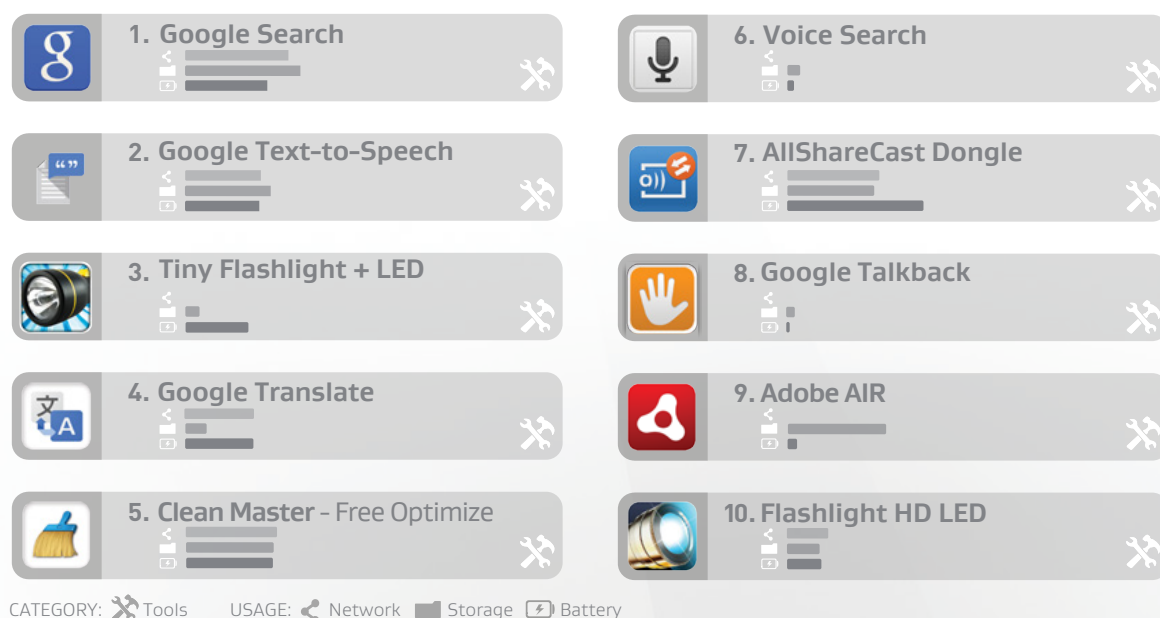 1. Google Search
2. Google Text-to-Speech
3. Tiny Flashlight + LED
4. Google Translate
5. Clean Master - Free Optimize
6. Voice Search
7. AllShareCast Dongle
8. Google Talkback
9. Adobe AIR
10. Flashlight HD LED
g
“ ”
文
A
CATEGORY: Tools USAGE: Network Storage Battery